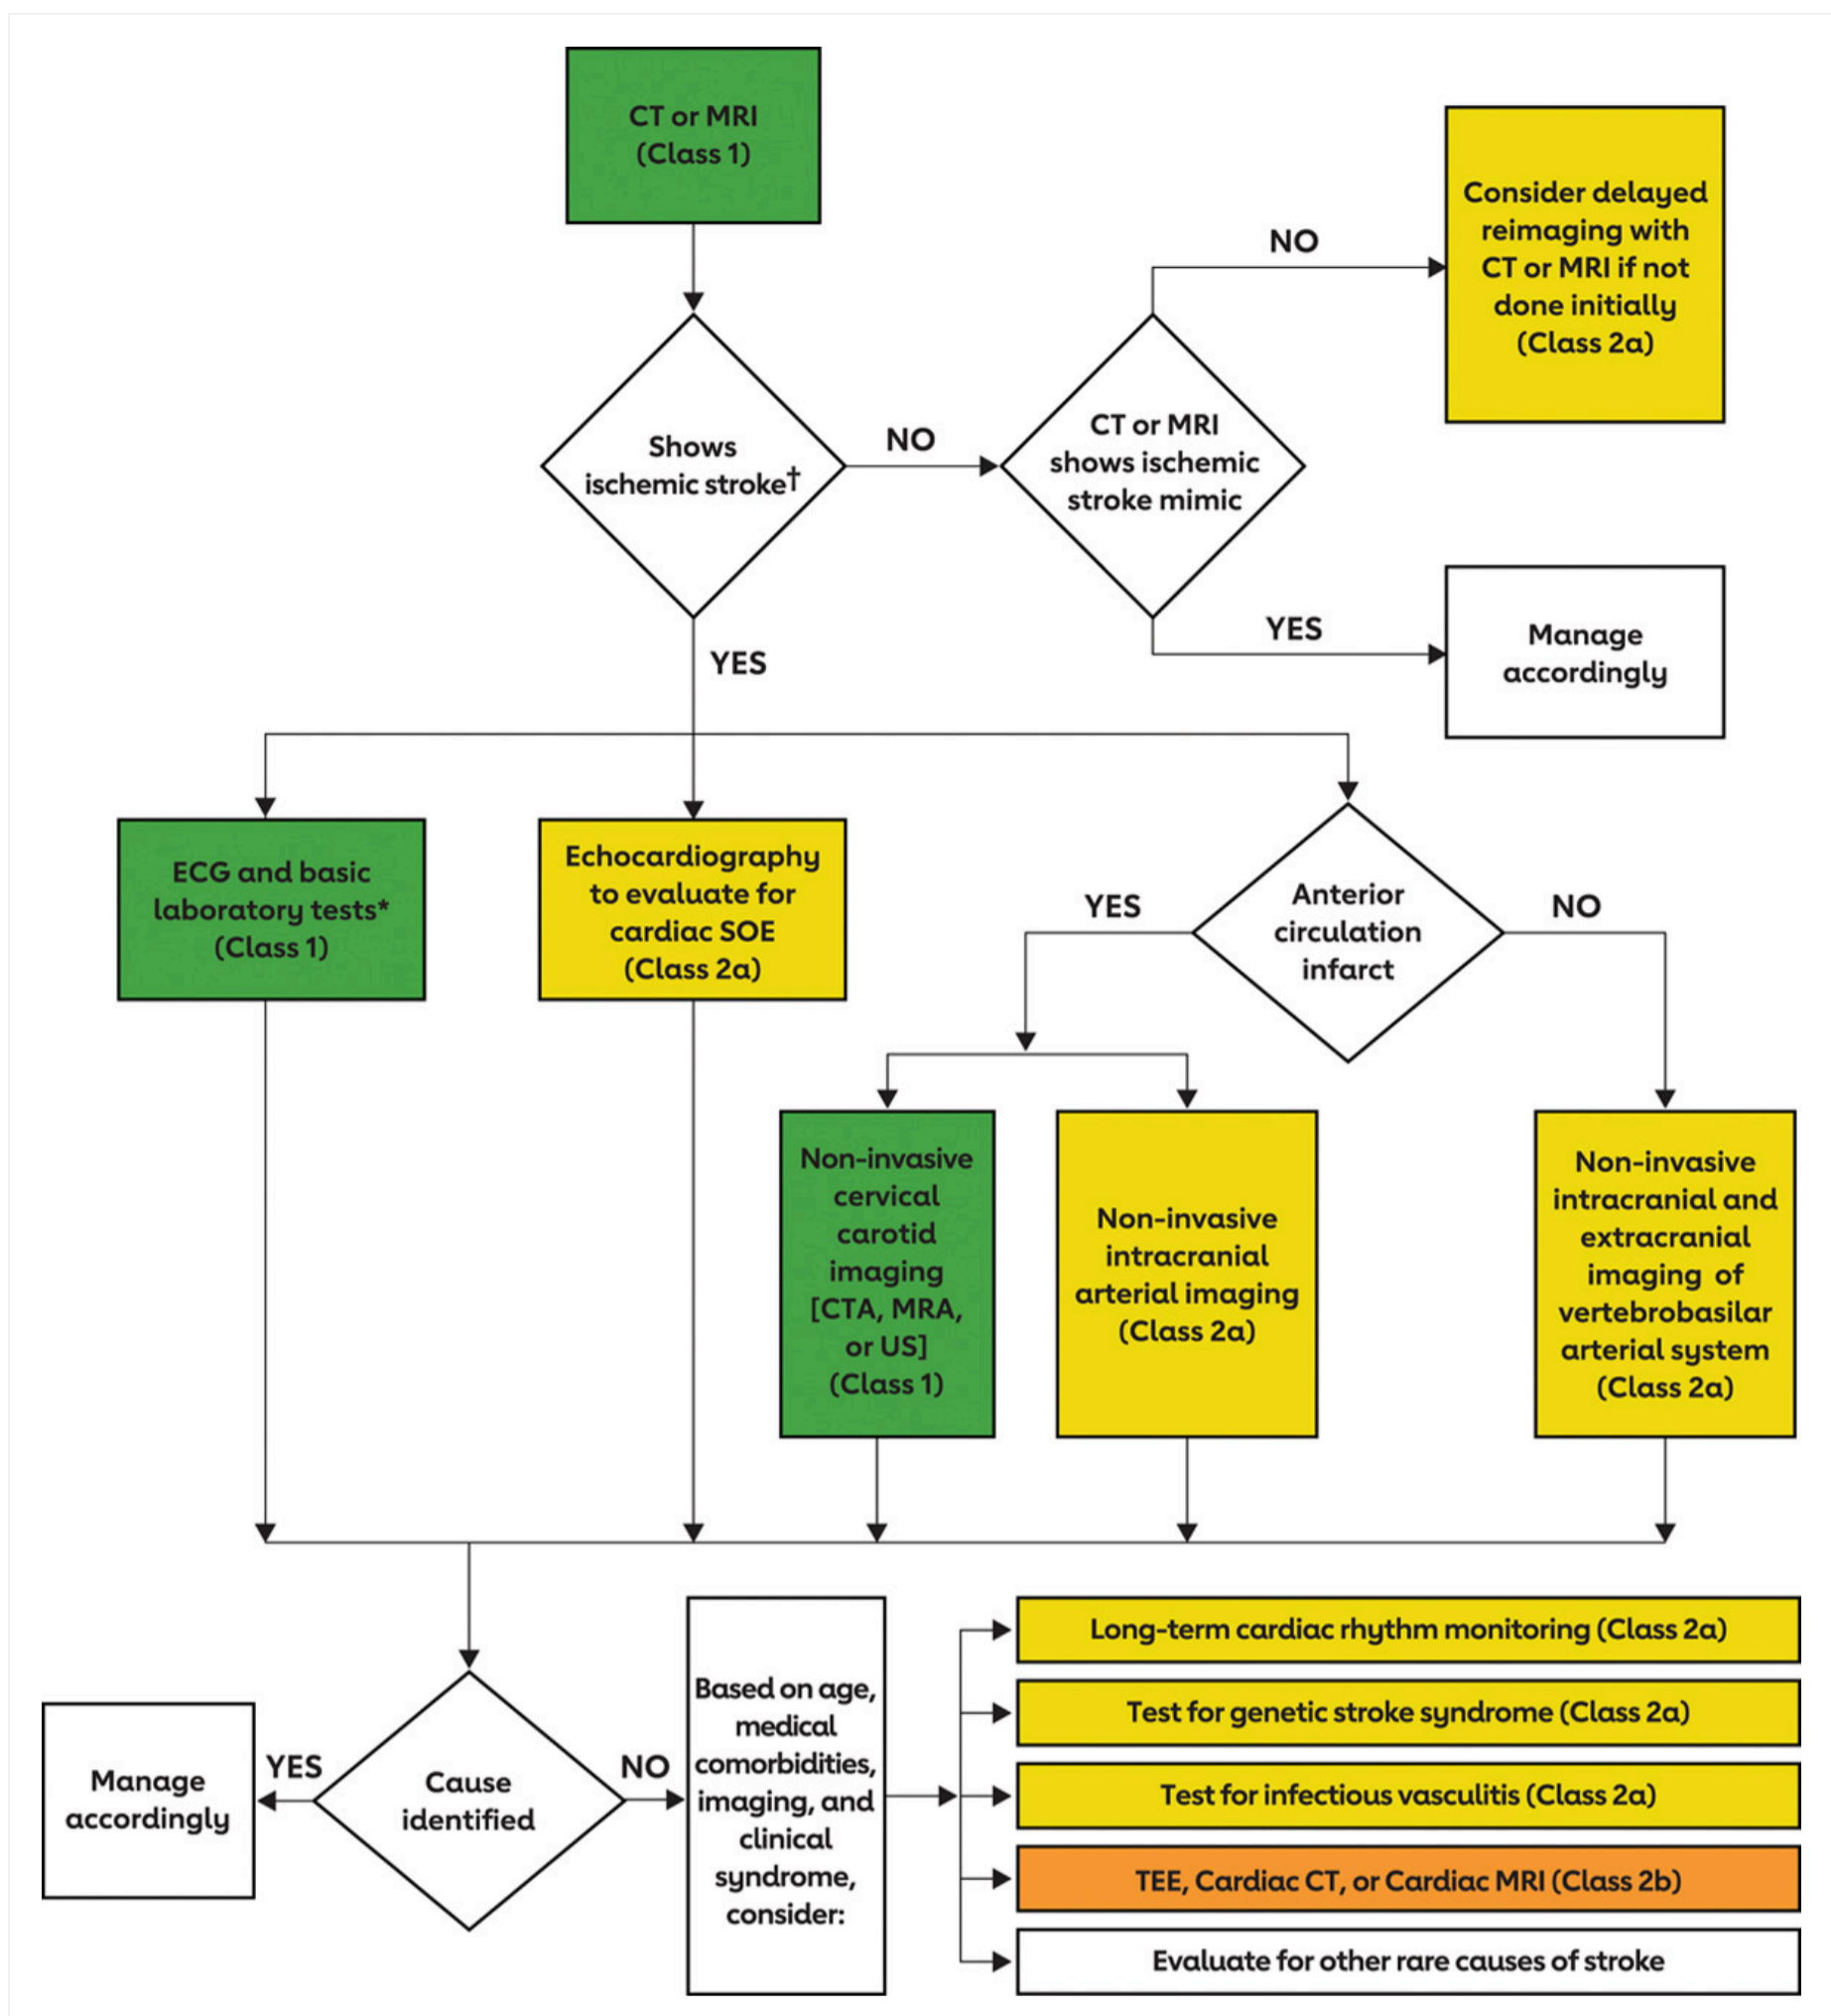 CT or MRI
(Class 1)
NO
Consider delayed
reimaging with
CT or MRI if not
done initially
(Class 2a)
Shows
ischemic stroke†
NO
CT or MRI
shows ischemic
stroke mimic
YES
Manage
accordingly
YES
ECG and basic
laboratory tests*
(Class 1)
Echocardiography
to evaluate for
cardiac SOE
(Class 2a)
YES
Anterior
circulation
infarct
NO
Non-invasive
cervical
carotid
imaging
[CTA, MRA,
or US]
(Class 1)
Non-invasive
intracranial
arterial imaging
(Class 2a)
Non-invasive
intracranial and
extracranial
imaging of
vertebrobasilar
arterial system
(Class 2a)
Manage
accordingly
YES
Cause
identified
NO
Based on age,
medical
comorbidities,
imaging, and
clinical
syndrome,
consider:
Long-term cardiac rhythm monitoring (Class 2a)
Test for genetic stroke syndrome (Class 2a)
Test for infectious vasculitis (Class 2a)
TEE, Cardiac CT, or Cardiac MRI (Class 2b)
Evaluate for other rare causes of stroke